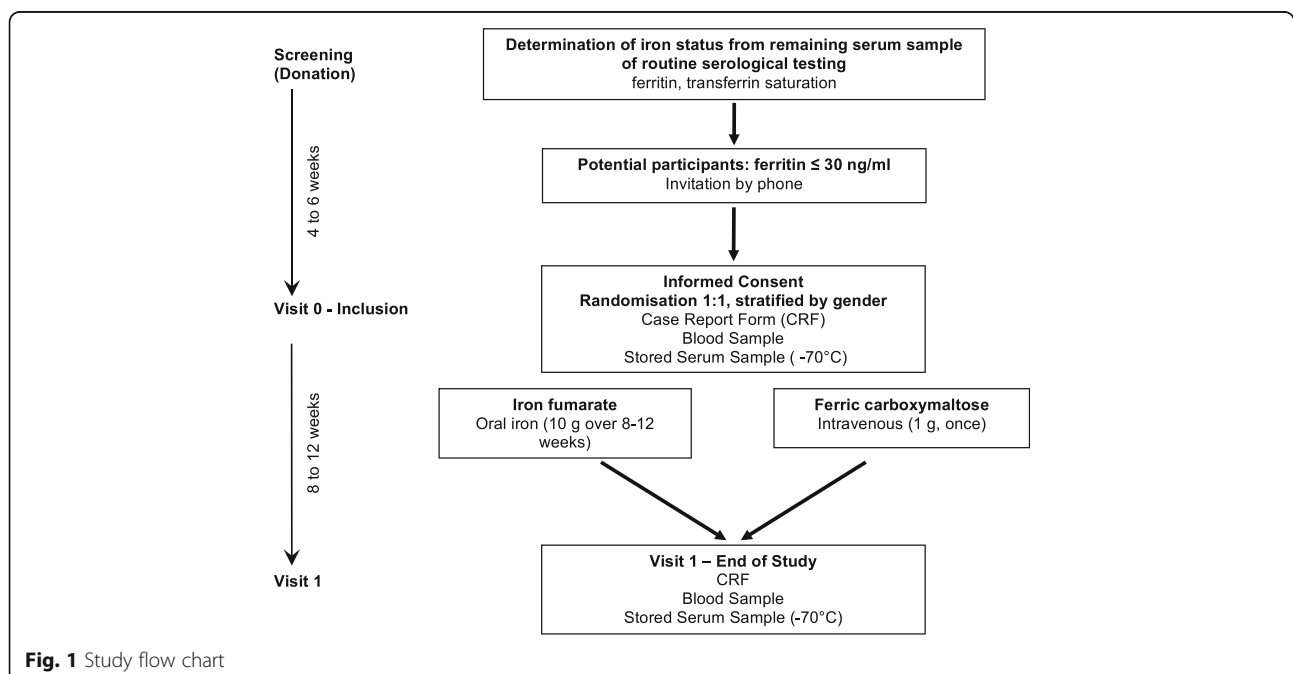 Screening
(Donation)
4 to 6 weeks
Visit 0 - Inclusion
8 to 12 weeks
Visit 1
Determination of iron status from remaining serum sample
of routine serological testing
ferritin, transferrin saturation
Potential participants: ferritin ≤ 30 ng/ml
Invitation by phone
Informed Consent
Randomisation 1:1, stratified by gender
Case Report Form (CRF)
Blood Sample
Stored Serum Sample ( -70°C)
Iron fumarate
Oral iron (10 g over 8-12
weeks)
Ferric carboxymaltose
Intravenous (1 g, once)
Visit 1 – End of Study
CRF
Blood Sample
Stored Serum Sample (-70°C)
Fig. 1 Study flow chart